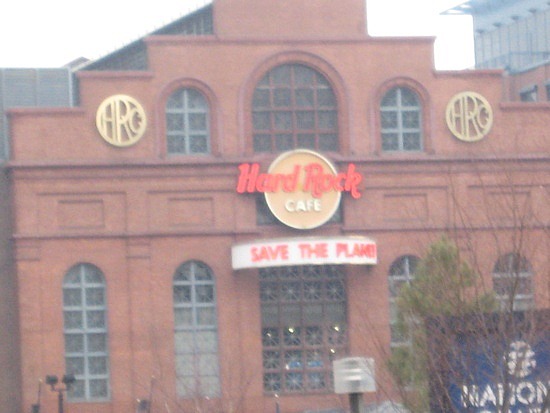 HRC
HRC
Hard Rock
CAFE
SAVE THE PLANET
NATION